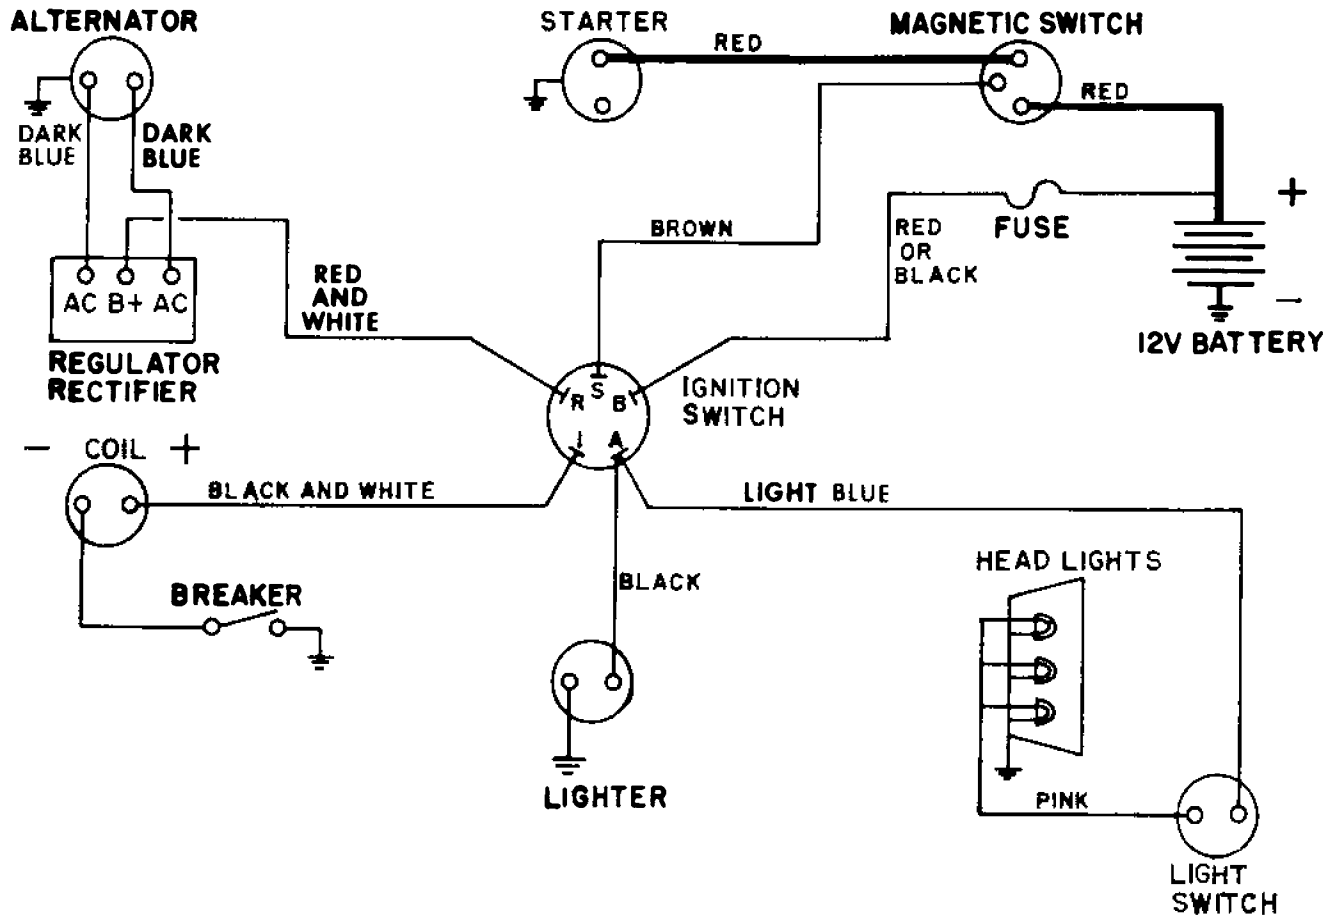 ALTERNATOR
STARTER
RED
MAGNETIC SWITCH
RED
DARK
BLUE
DARK
BLUE
+
FUSE
BROWN
RED
OR
BLACK
RED
AND
WHITE
AC B+ AC
−
12V BATTERY
REGULATOR
RECTIFIER
R S B
I A
IGNITION
SWITCH
− COIL +
BLACK AND WHITE
LIGHT BLUE
HEAD LIGHTS
BLACK
BREAKER
LIGHTER
PINK
LIGHT
SWITCH